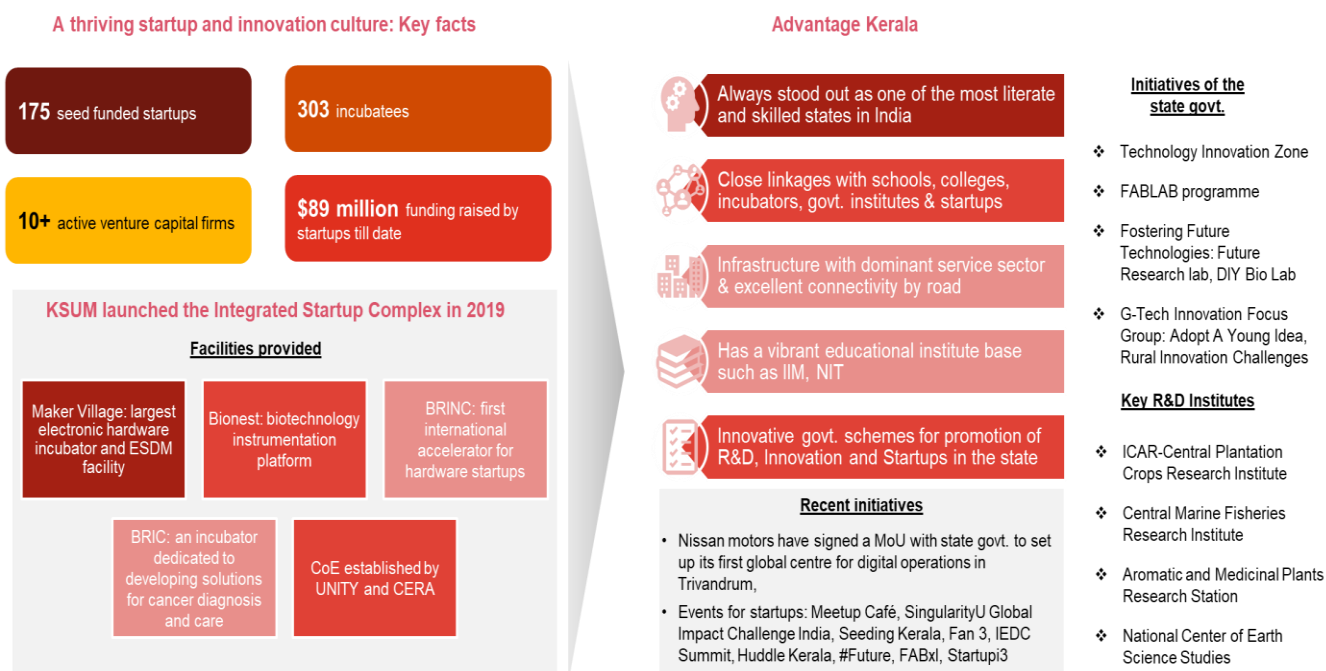 A thriving startup and innovation culture: Key facts
175 seed funded startups
303 incubatees
10+ active venture capital firms
$89 million funding raised by
startups till date
KSUM launched the Integrated Startup Complex in 2019
Facilities provided
Maker Village: largest
electronic hardware
incubator and ESDM
facility
Bionest: biotechnology
instrumentation
platform
BRINC: first
international
accelerator for
hardware startups
BRIC: an incubator
dedicated to
developing solutions
for cancer diagnosis
and care
CoE established by
UNITY and CERA
Advantage Kerala
Always stood out as one of the most literate
and skilled states in India
Close linkages with schools, colleges,
incubators, govt. institutes & startups
Infrastructure with dominant service sector
& excellent connectivity by road
Has a vibrant educational institute base
such as IIM, NIT
Innovative govt. schemes for promotion of
R&D, Innovation and Startups in the state
Recent initiatives
• Nissan motors have signed a MoU with state govt. to set
up its first global centre for digital operations in
Trivandrum,
• Events for startups: Meetup Café, SingularityU Global
Impact Challenge India, Seeding Kerala, Fan 3, IEDC
Summit, Huddle Kerala, #Future, FABxl, Startupi3
Initiatives of the
state govt.
❖ Technology Innovation Zone
❖ FABLAB programme
❖ Fostering Future
Technologies: Future
Research lab, DIY Bio Lab
❖ G-Tech Innovation Focus
Group: Adopt A Young Idea,
Rural Innovation Challenges
Key R&D Institutes
❖ ICAR-Central Plantation
Crops Research Institute
❖ Central Marine Fisheries
Research Institute
❖ Aromatic and Medicinal Plants
Research Station
❖ National Center of Earth
Science Studies